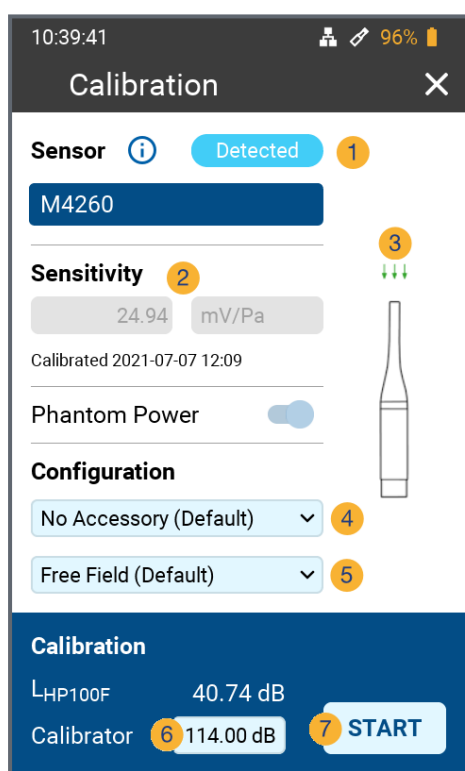 10:39:41 96%
Calibration
Sensor Detected 1
M4260
3
Sensitivity 2
24.94 mV/Pa
Calibrated 2021-07-07 12:09
Phantom Power
Configuration
No Accessory (Default) 4
Free Field (Default) 5
Calibration
LHP100F 40.74 dB
Calibrator 6 114.00 dB 7 START